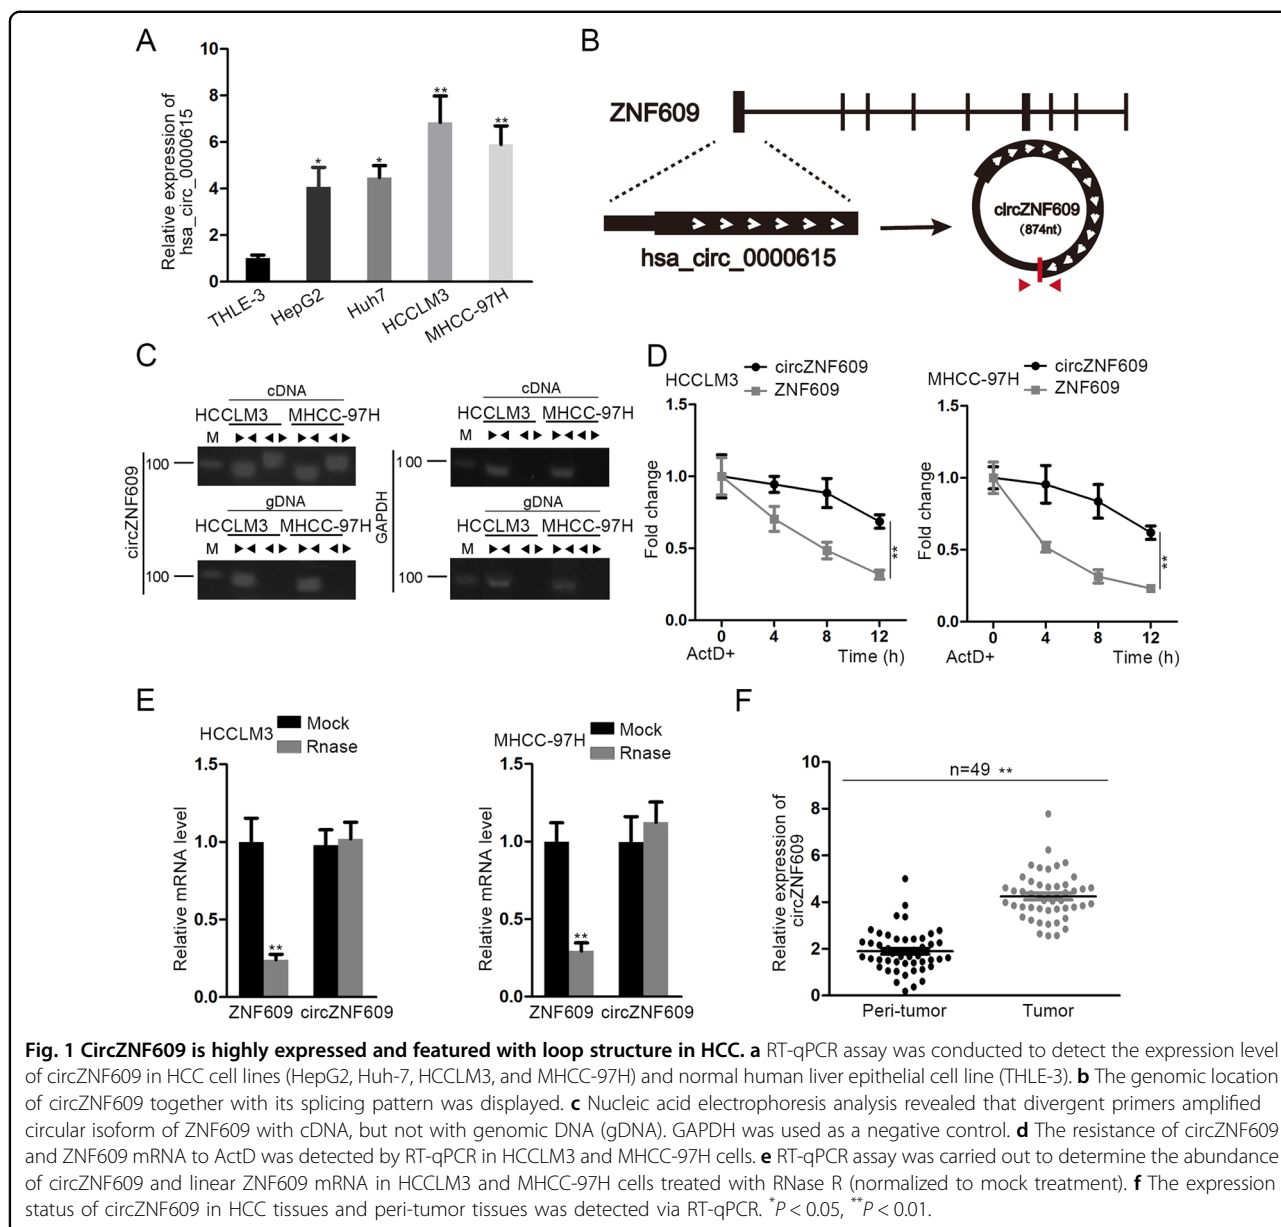 A
Relative expression of
hsa_circ_0000615
10
8
6
4
2
0
*
*
**
**
THLE-3
HepG2
Huh7
HCCLM3
MHCC-97H
B
ZNF609
hsa_circ_0000615
circZNF609
(874nt)
C
circZNF609
cDNA
HCCLM3 MHCC-97H
M
100
gDNA
HCCLM3 MHCC-97H
M
100
GAPDH
cDNA
HCCLM3 MHCC-97H
M
100
gDNA
HCCLM3 MHCC-97H
M
100
D
HCCLM3
circZNF609
ZNF609
Fold change
1.5
1.0
0.5
0.0
**
0 4 8 12
ActD+ Time (h)
MHCC-97H
circZNF609
ZNF609
Fold change
1.5
1.0
0.5
0.0
**
0 4 8 12
ActD+ Time (h)
E
HCCLM3
Mock
Rnase
Relative mRNA level
1.5
1.0
0.5
0.0
**
ZNF609 circZNF609
MHCC-97H
Mock
Rnase
Relative mRNA level
1.5
1.0
0.5
0.0
**
ZNF609 circZNF609
F
Relative expression of
circZNF609
10
8
6
4
2
0
n=49 **
Peri-tumor Tumor
Fig. 1 CircZNF609 is highly expressed and featured with loop structure in HCC. a RT-qPCR assay was conducted to detect the expression level
of circZNF609 in HCC cell lines (HepG2, Huh-7, HCCLM3, and MHCC-97H) and normal human liver epithelial cell line (THLE-3). b The genomic location
of circZNF609 together with its splicing pattern was displayed. c Nucleic acid electrophoresis analysis revealed that divergent primers amplified
circular isoform of ZNF609 with cDNA, but not with genomic DNA (gDNA). GAPDH was used as a negative control. d The resistance of circZNF609
and ZNF609 mRNA to ActD was detected by RT-qPCR in HCCLM3 and MHCC-97H cells. e RT-qPCR assay was carried out to determine the abundance
of circZNF609 and linear ZNF609 mRNA in HCCLM3 and MHCC-97H cells treated with RNase R (normalized to mock treatment). f The expression
status of circZNF609 in HCC tissues and peri-tumor tissues was detected via RT-qPCR. *P < 0.05, **P < 0.01.